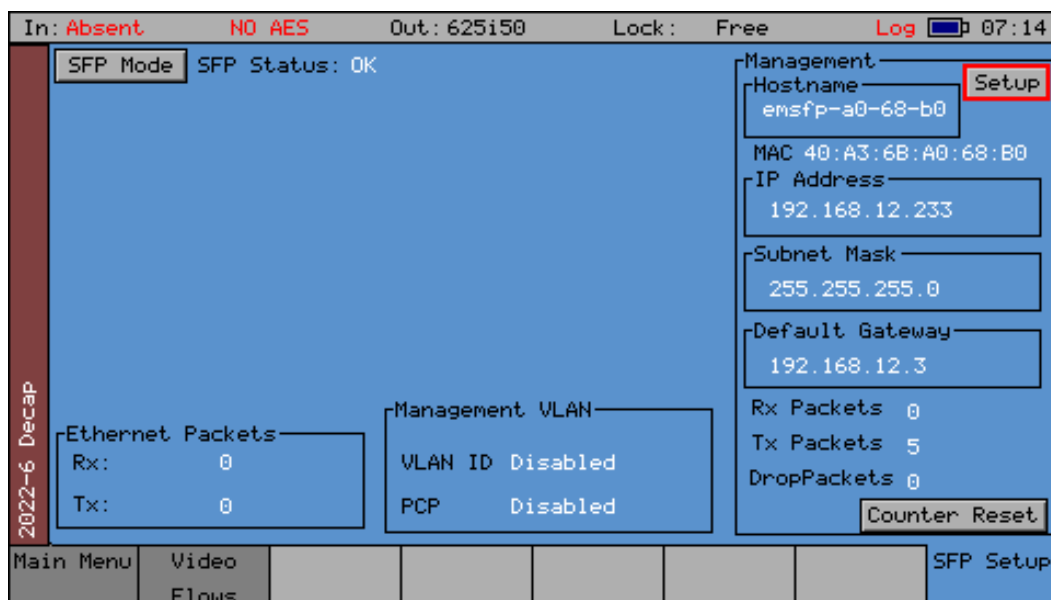 In: Absent NO AES Out: 625i50 Lock: Free Log 07:14
SFP Mode SFP Status: OK
Management
Setup
Hostname
emsfp-a0-68-b0
MAC 40:A3:6B:A0:68:B0
IP Address
192.168.12.233
Subnet Mask
255.255.255.0
Default Gateway
192.168.12.3
Rx Packets 0
Tx Packets 5
DropPackets 0
Counter Reset
2022-6 Decap
Ethernet Packets
Rx: 0
Tx: 0
Management VLAN
VLAN ID Disabled
PCP Disabled
Main Menu
Video
Flows
SFP Setup